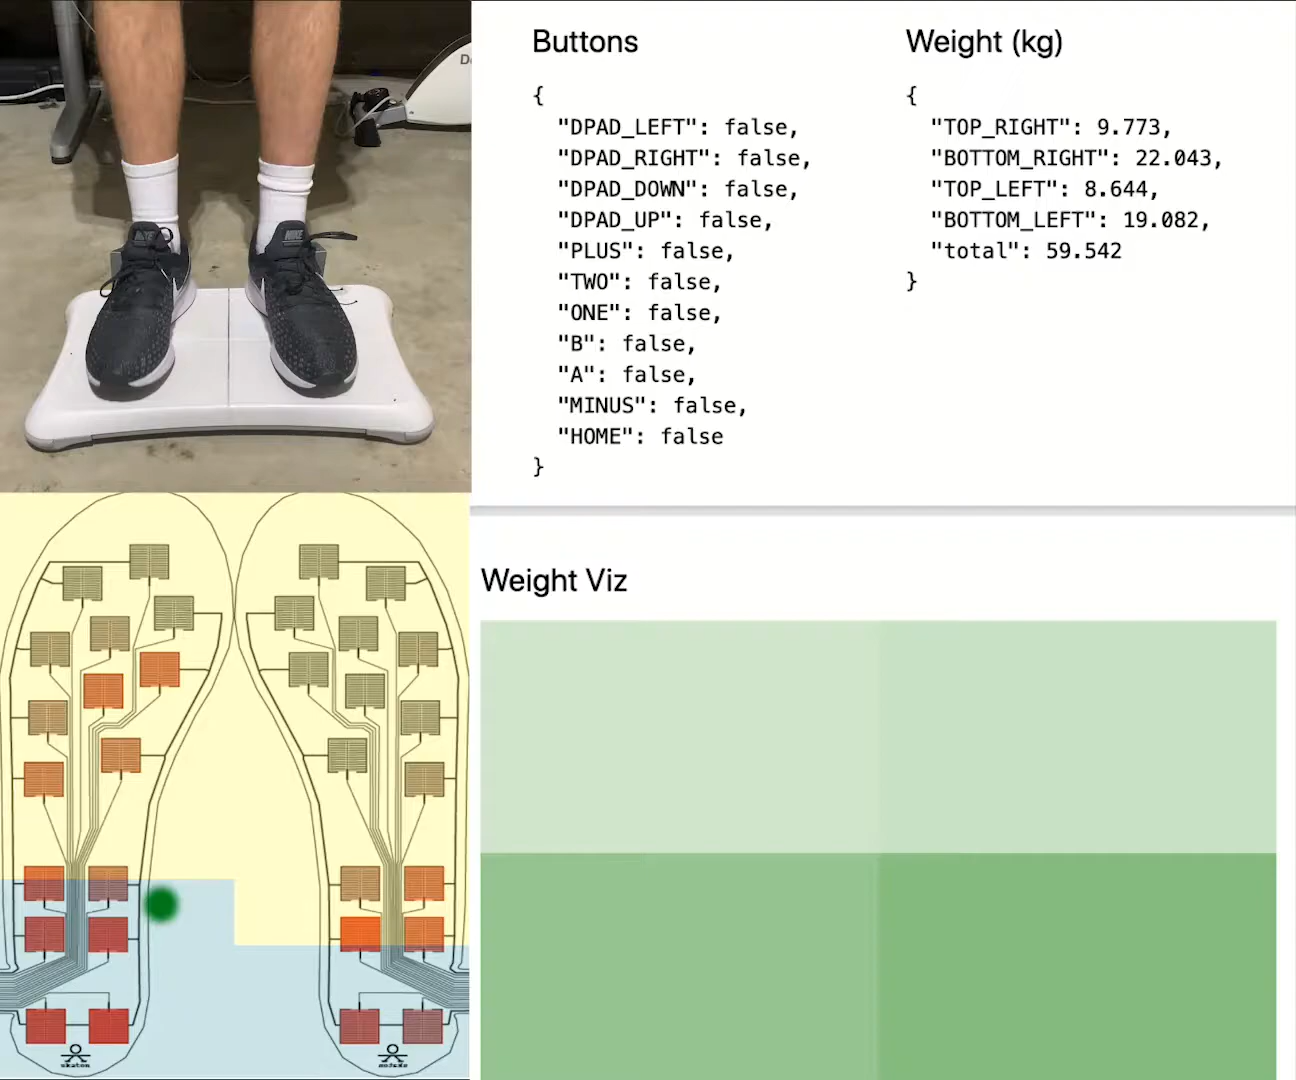 Buttons
{
"DPAD_LEFT": false,
"DPAD_RIGHT": false,
"DPAD_DOWN": false,
"DPAD_UP": false,
"PLUS": false,
"TWO": false,
"ONE": false,
"B": false,
"A": false,
"MINUS": false,
"HOME": false
}
Weight (kg)
{
"TOP_RIGHT": 9.773,
"BOTTOM_RIGHT": 22.043,
"TOP_LEFT": 8.644,
"BOTTOM_LEFT": 19.082,
"total": 59.542
}
NIKE
NIKE
Weight Viz